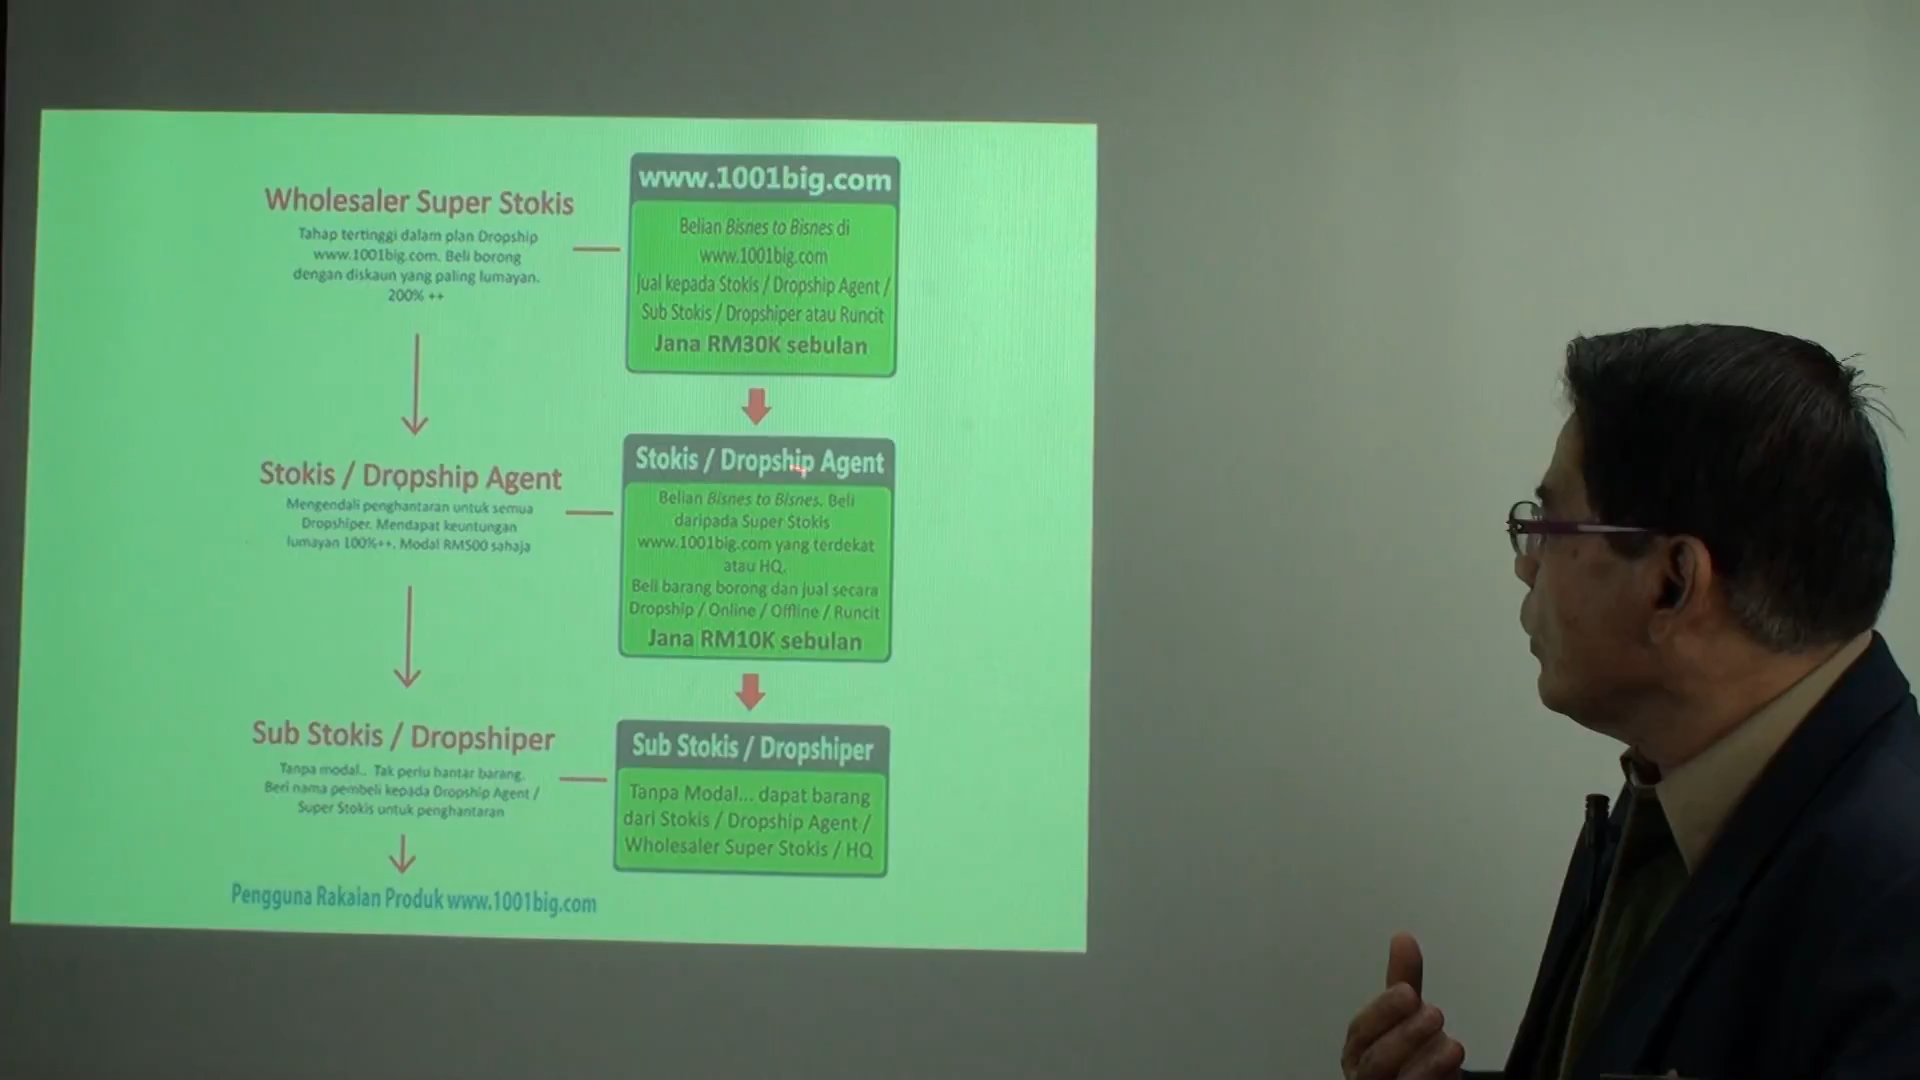 Wholesaler Super Stokis
Tahap tertinggi dalam plan Dropship
www.1001big.com. Beli borong
dengan diskaun yang paling lumayan.
200% ++
www.1001big.com
Belian Bisnes to Bisnes di
www.1001big.com
Jual kepada Stokis / Dropship Agent /
Sub Stokis / Dropshiper atau Runcit
Jana RM30K sebulan
Stokis / Dropship Agent
Mengendali penghantaran untuk semua
Dropshiper. Mendapat keuntungan
lumayan 100%++. Modal RM500 sahaja
Stokis / Dropship Agent
Belian Bisnes to Bisnes. Beli
daripada Super Stokis
www.1001big.com yang terdekat
atau HQ.
Beli barang borong dan jual secara
Dropship / Online / Offline / Runcit
Jana RM10K sebulan
Sub Stokis / Dropshiper
Tanpa modal.. Tak perlu hantar barang.
Beri nama pembeli kepada Dropship Agent /
Super Stokis untuk penghantaran
Sub Stokis / Dropshiper
Tanpa Modal... dapat barang
dari Stokis / Dropship Agent /
Wholesaler Super Stokis / HQ
Pengguna Rakaian Produk www.1001big.com